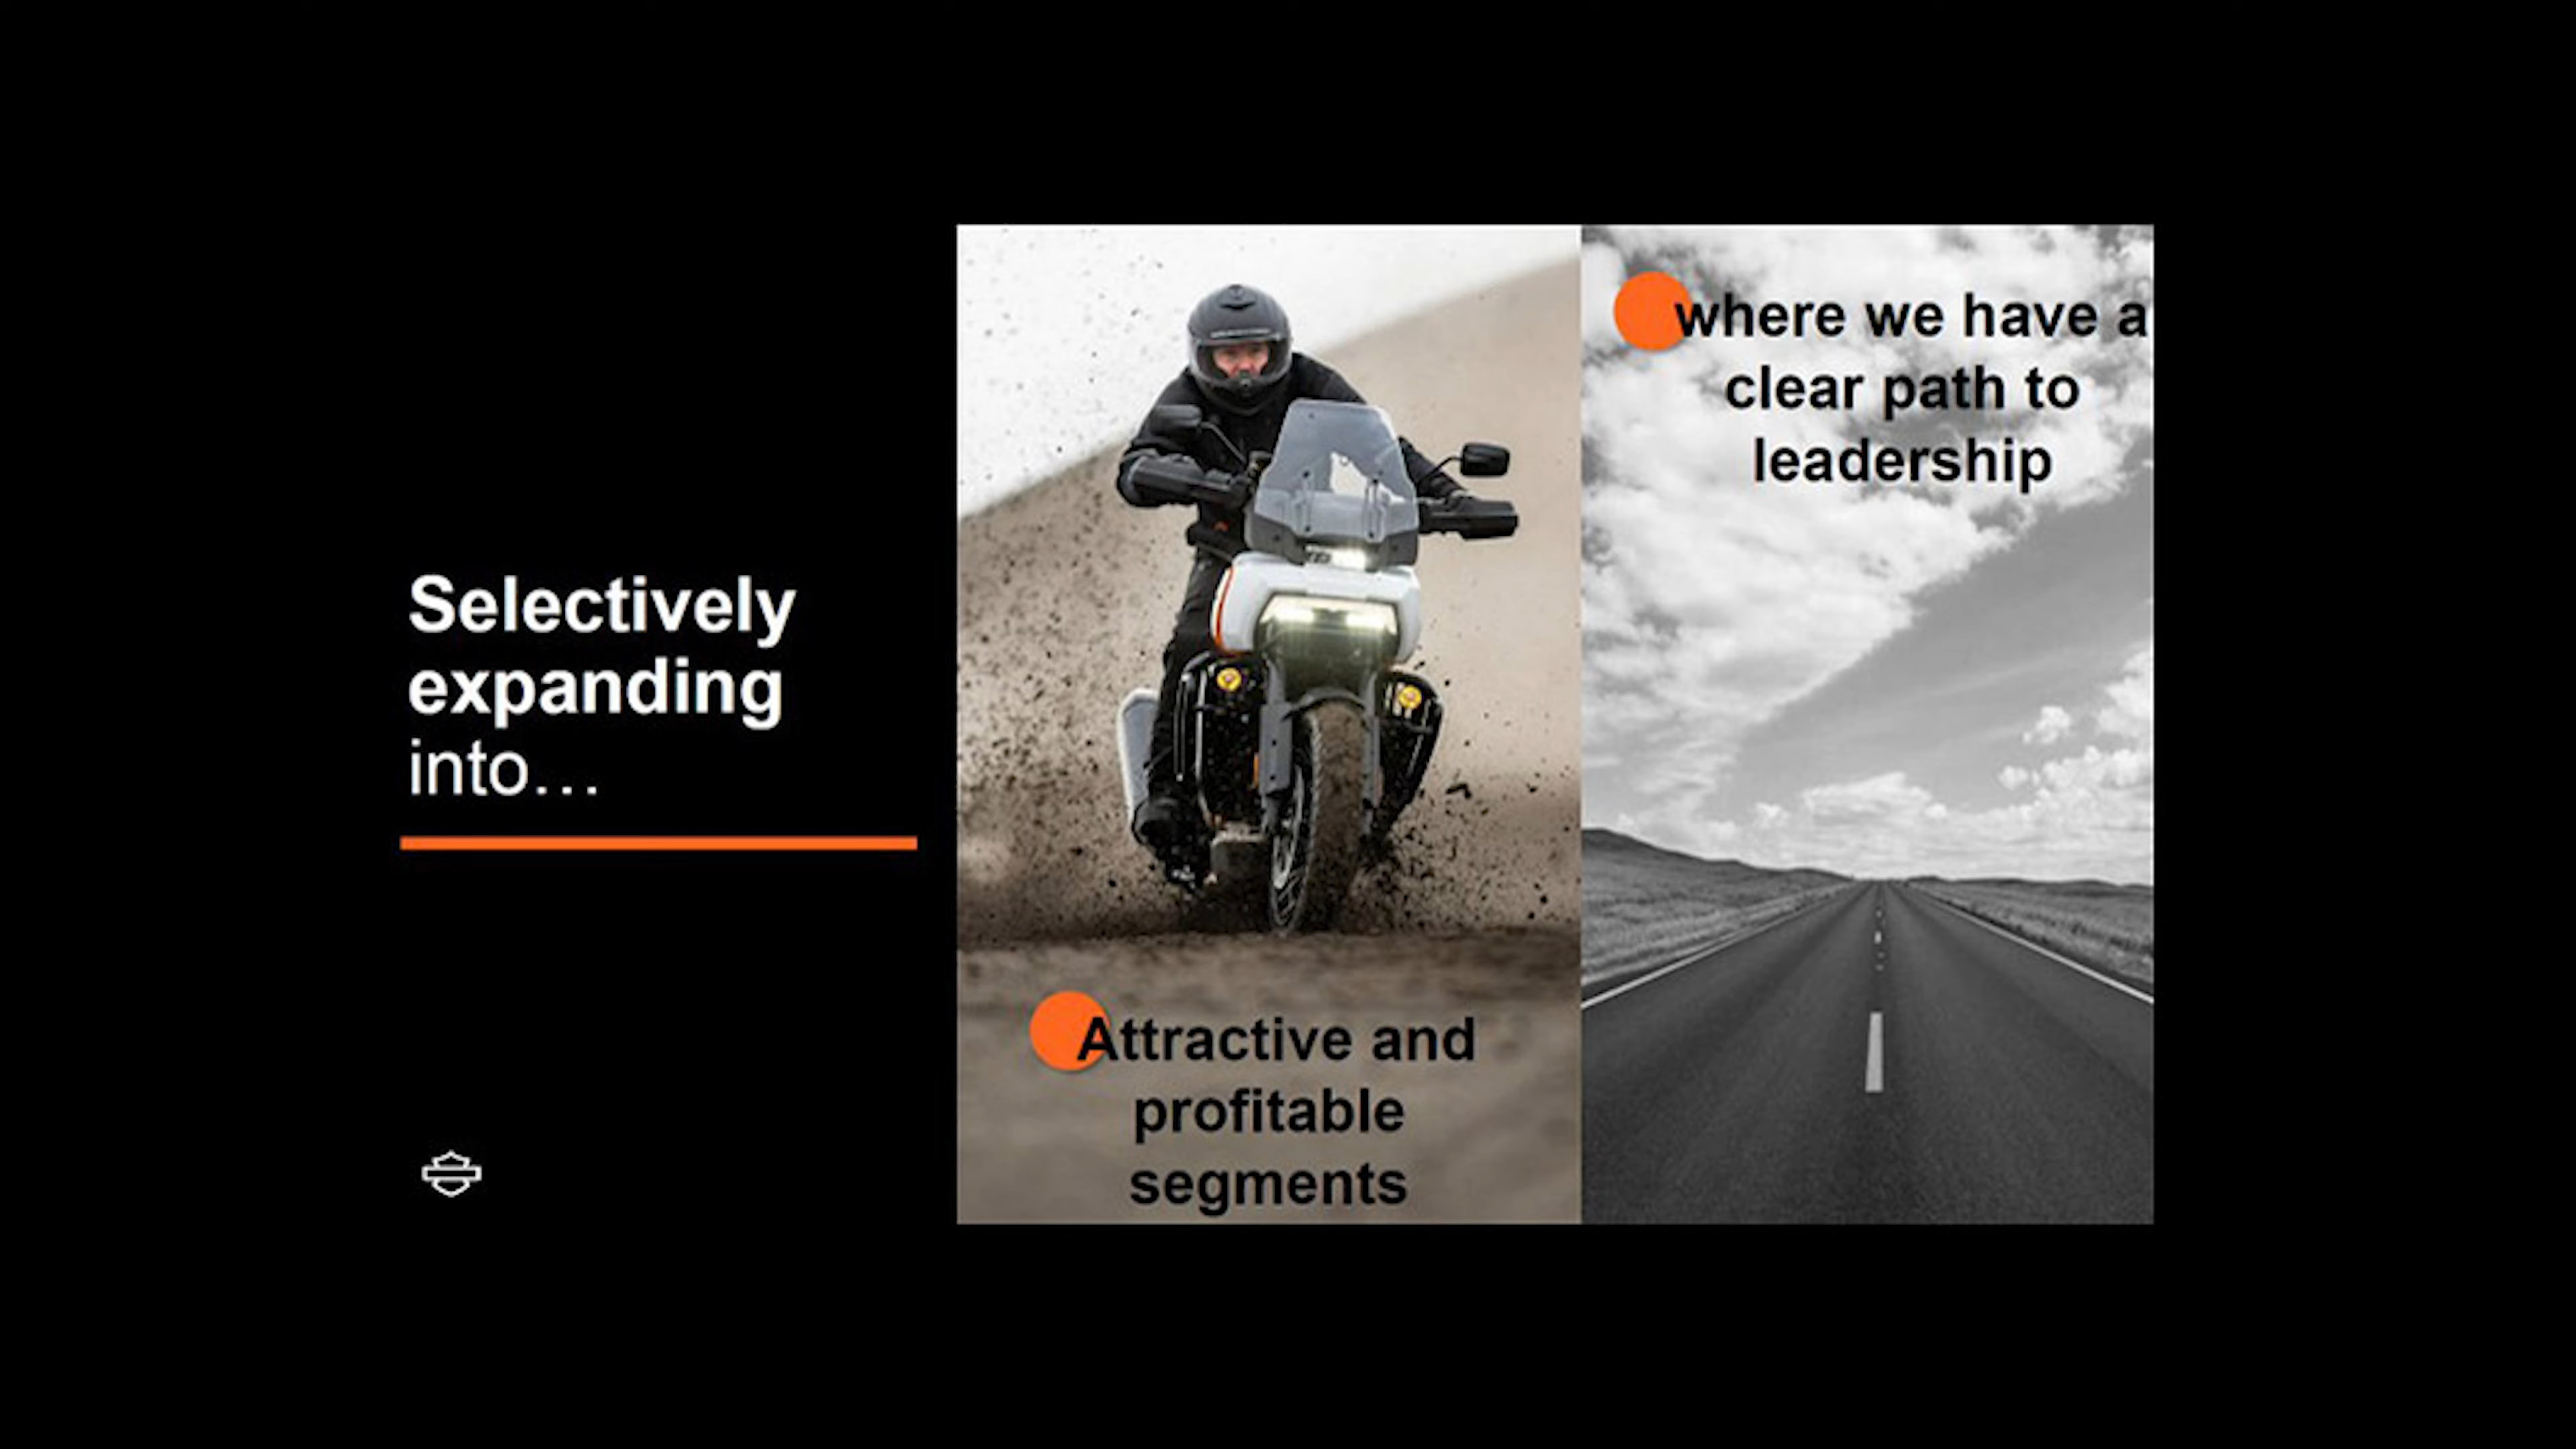 Selectively
expanding
into…
Attractive and
profitable
segments
where we have a
clear path to
leadership